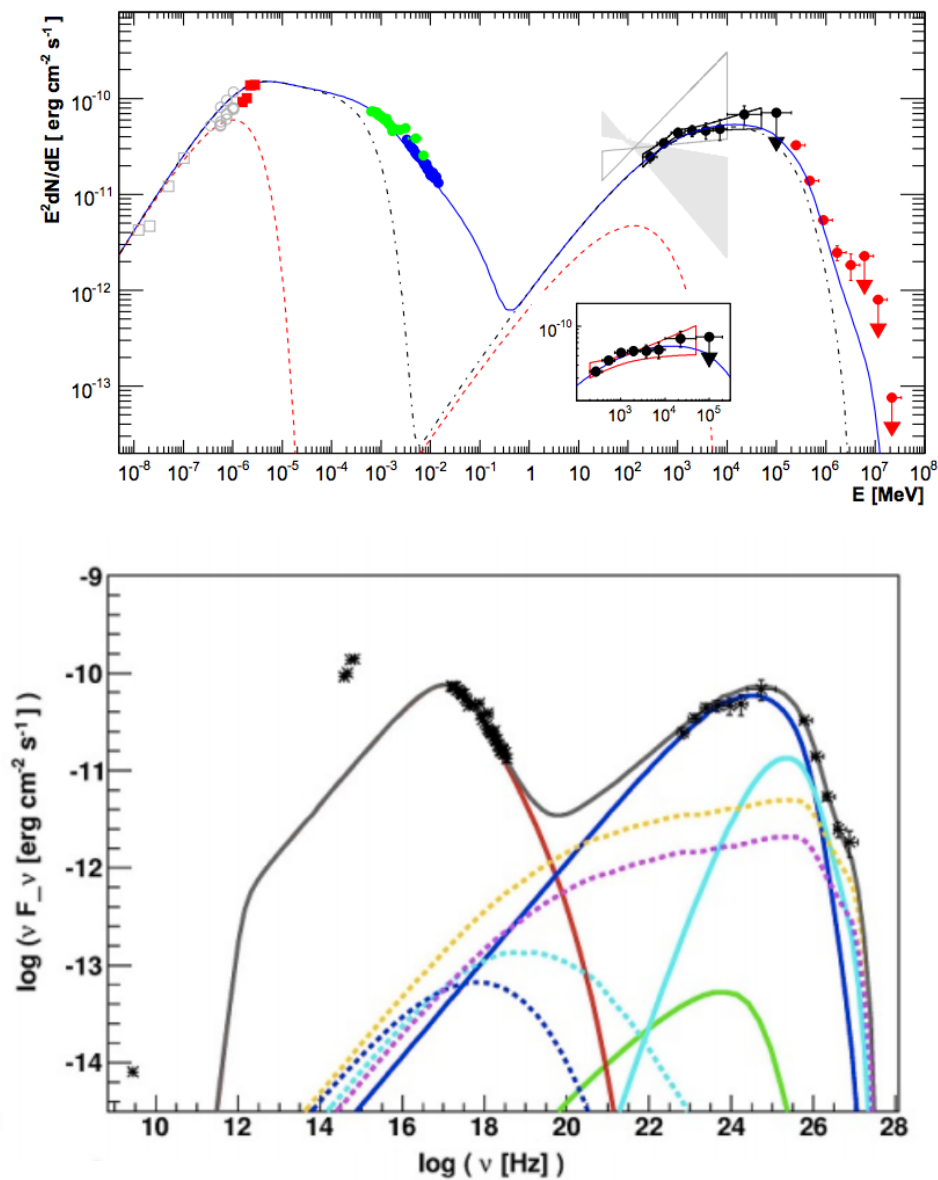 E²dN/dE [ erg cm⁻² s⁻¹ ]
10⁻¹⁰
10⁻¹¹
10⁻¹²
10⁻¹³
10⁻¹⁰
10³ 10⁴ 10⁵
10⁻⁸ 10⁻⁷ 10⁻⁶ 10⁻⁵ 10⁻⁴ 10⁻³ 10⁻² 10⁻¹ 1 10 10² 10³ 10⁴ 10⁵ 10⁶ 10⁷ 10⁸
E [MeV]
log (ν F_ν [erg cm⁻² s⁻¹ ])
-9
-10
-11
-12
-13
-14
10 12 14 16 18 20 22 24 26 28
log ( ν [Hz] )